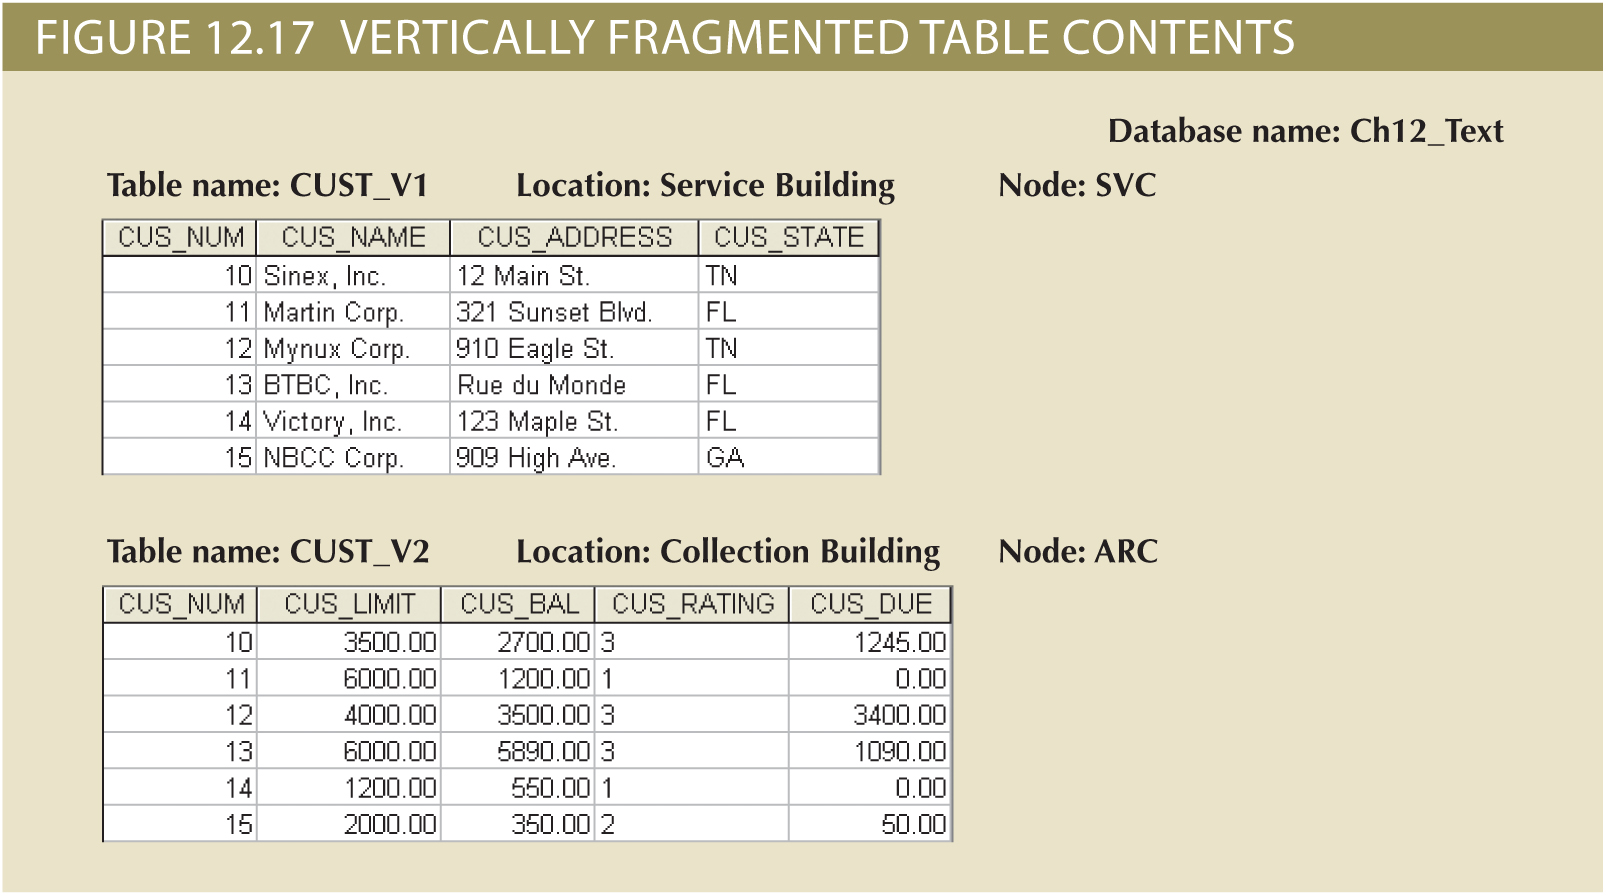 FIGURE 12.17 VERTICALLY FRAGMENTED TABLE CONTENTS
Database name: Ch12_Text
Table name: CUST_V1 Location: Service Building Node: SVC
CUS_NUM CUS_NAME CUS_ADDRESS CUS_STATE
10 Sinex, Inc. 12 Main St. TN
11 Martin Corp. 321 Sunset Blvd. FL
12 Mynux Corp. 910 Eagle St. TN
13 BTBC, Inc. Rue du Monde FL
14 Victory, Inc. 123 Maple St. FL
15 NBCC Corp. 909 High Ave. GA
Table name: CUST_V2 Location: Collection Building Node: ARC
CUS_NUM CUS_LIMIT CUS_BAL CUS_RATING CUS_DUE
10 3500.00 2700.00 3 1245.00
11 6000.00 1200.00 1 0.00
12 4000.00 3500.00 3 3400.00
13 6000.00 5890.00 3 1090.00
14 1200.00 550.00 1 0.00
15 2000.00 350.00 2 50.00